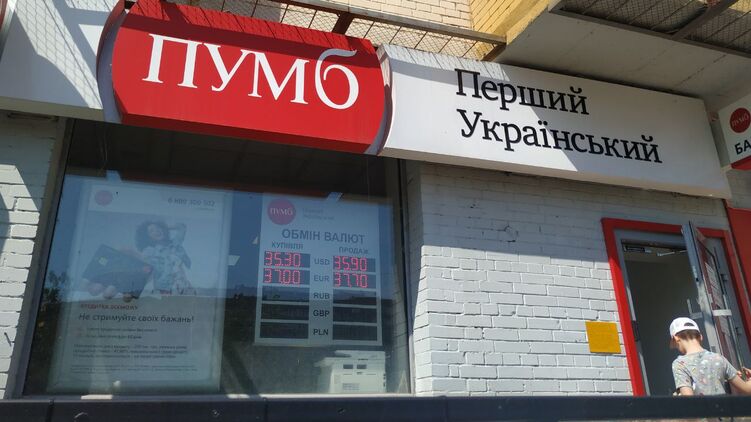 ПУМБ
Перший
Український
ПУМБ
БА
ПУМБ
ОБМІН ВАЛЮТ
КУПІВЛЯ ПРОДАЖ
35.30 USD 35.90
37.00 EUR 37.70
RUB
GBP
PLN
Не стримуйте своїх бажань!